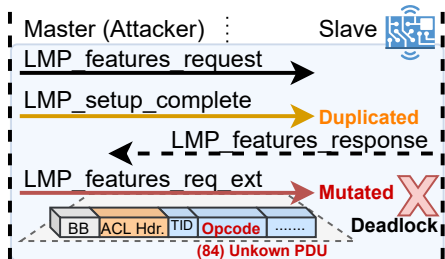 Master (Attacker) Slave
LMP_features_request
LMP_setup_complete
Duplicated
LMP_features_response
LMP_features_req_ext
Mutated
Deadlock
BB ACL Hdr. TID Opcode .......
(84) Unkown PDU